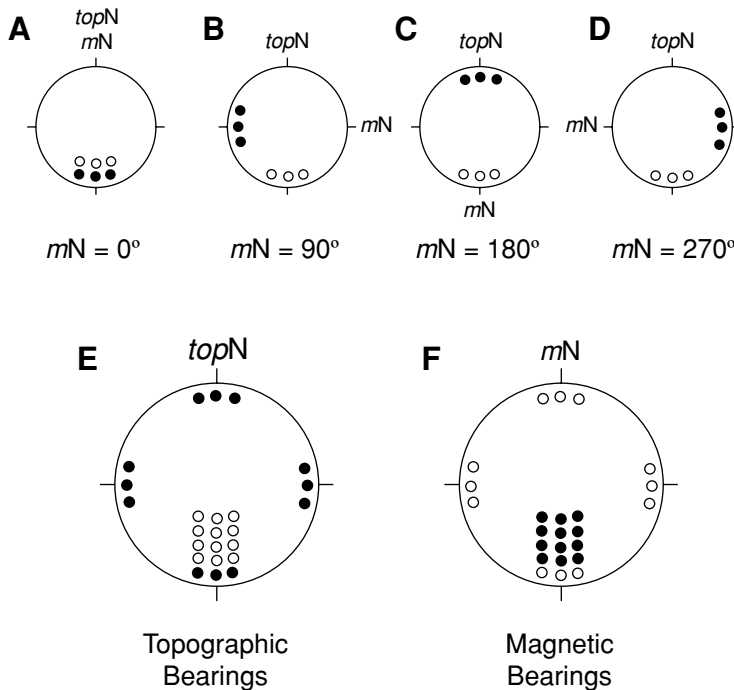 A
topN
mN
mN = 0º
B
topN
mN
mN = 90º
C
topN
mN
mN = 180º
D
topN
mN
mN = 270º
E
topN
Topographic
Bearings
F
mN
Magnetic
Bearings